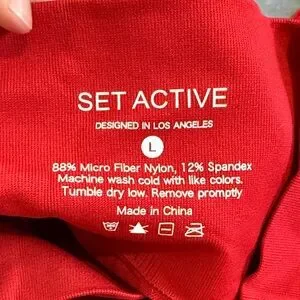 SET ACTIVE
DESIGNED IN LOS ANGELES
L
88% Micro Fiber Nylon, 12% Spandex
Machine wash cold with like colors.
Tumble dry low. Remove promptly
Made in China